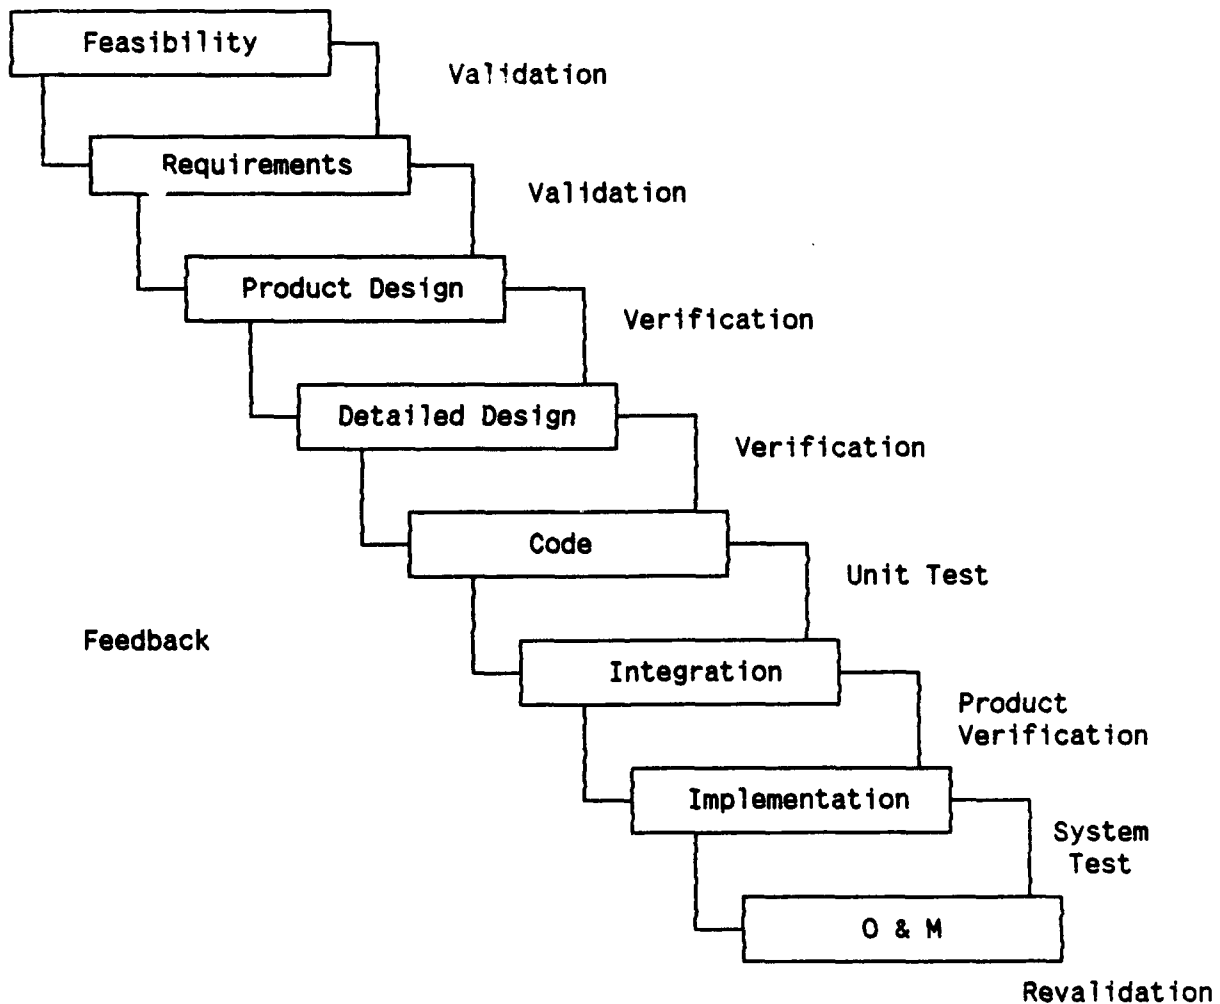 Feasibility
Validation
Requirements
Validation
Product Design
Verification
Detailed Design
Verification
Code
Unit Test
Feedback
Integration
Product
Verification
Implementation
System
Test
O & M
Revalidation